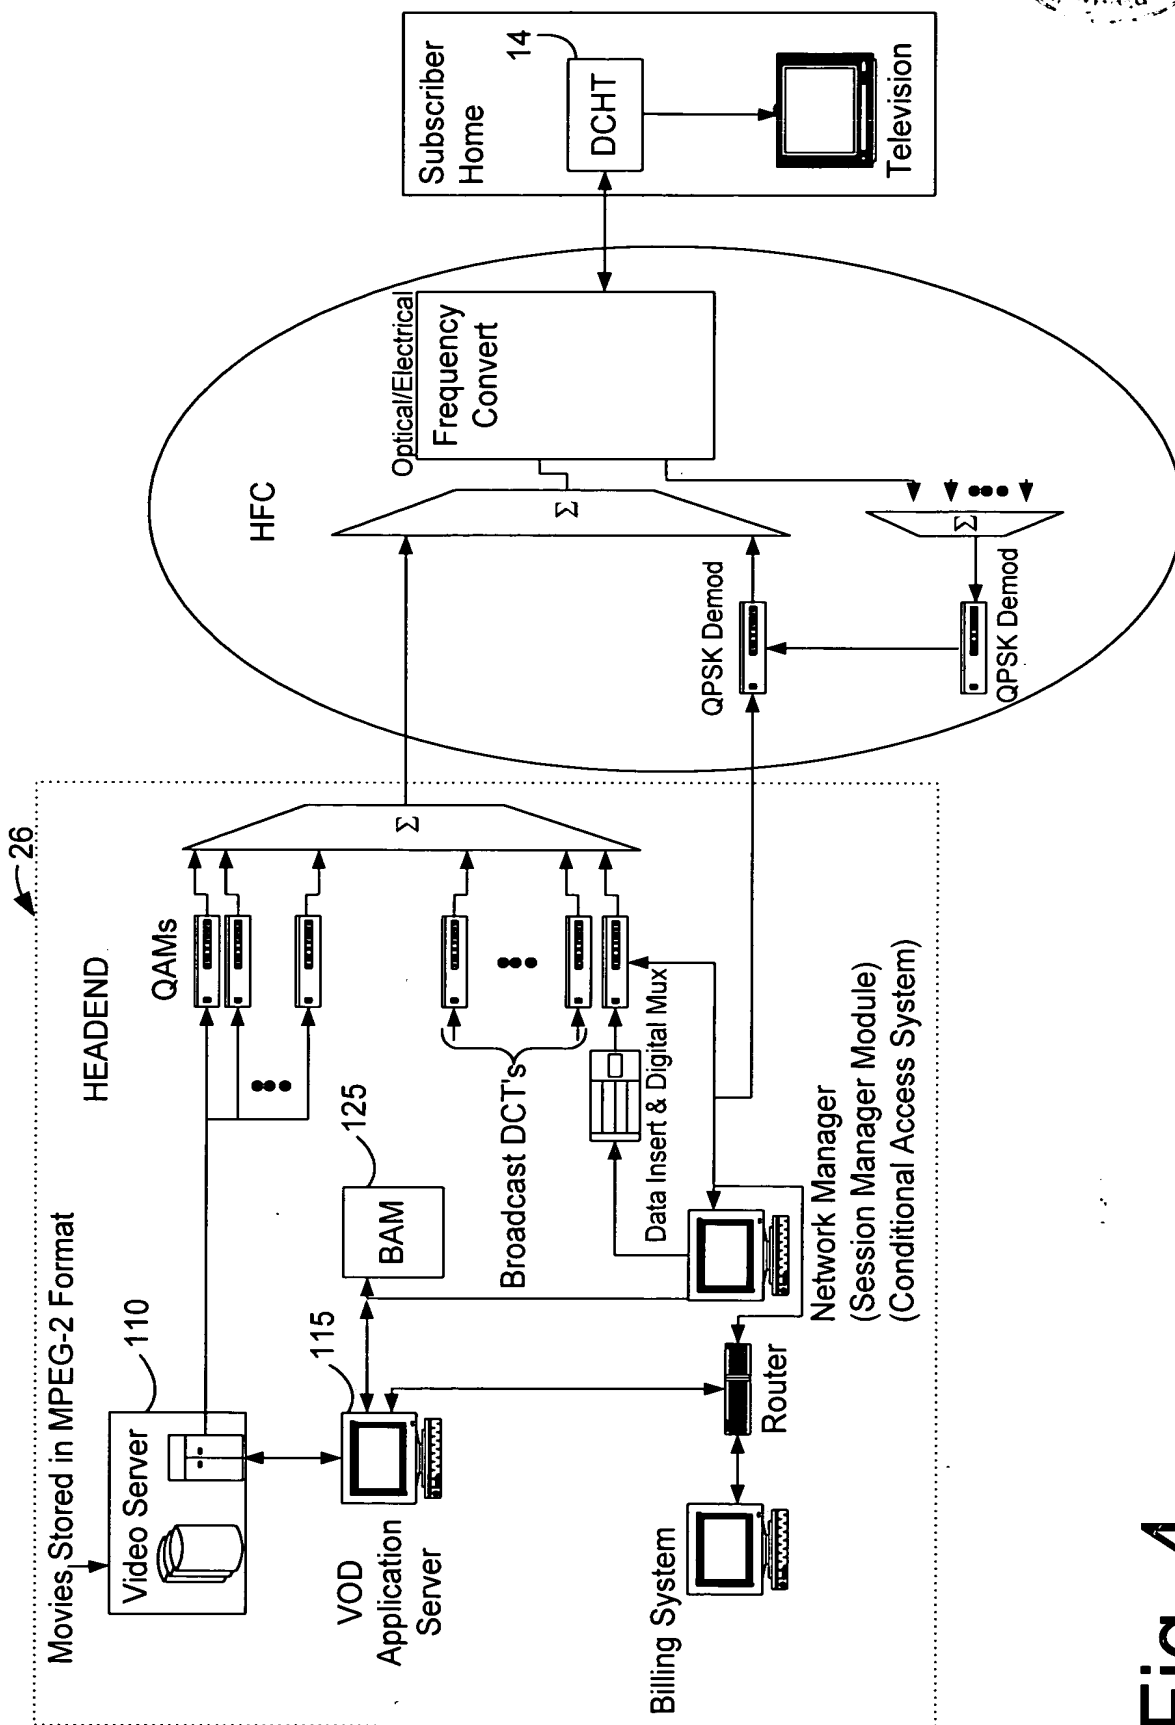 26
Movies Stored in MPEG-2 Format
HEADEND
Video Server
110
QAMs
VOD
Application
Server
115
BAM
125
Broadcast DCT's
Data Insert & Digital Mux
Σ
Billing System
Router
Network Manager
(Session Manager Module)
(Conditional Access System)
HFC
Σ
Optical/Electrical
Frequency
Convert
QPSK Demod
Σ
QPSK Demod
Subscriber
Home
14
DCHT
Television
Fig. 4